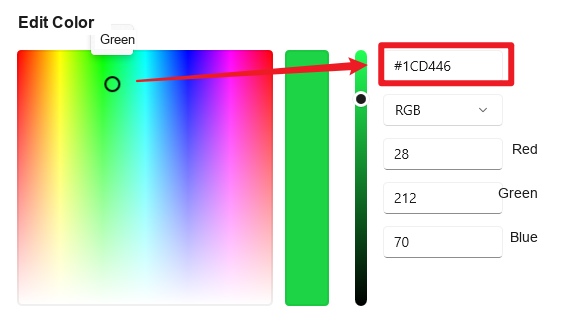 Edit Color
Green
#1CD446
RGB
28 Red
212 Green
70 Blue